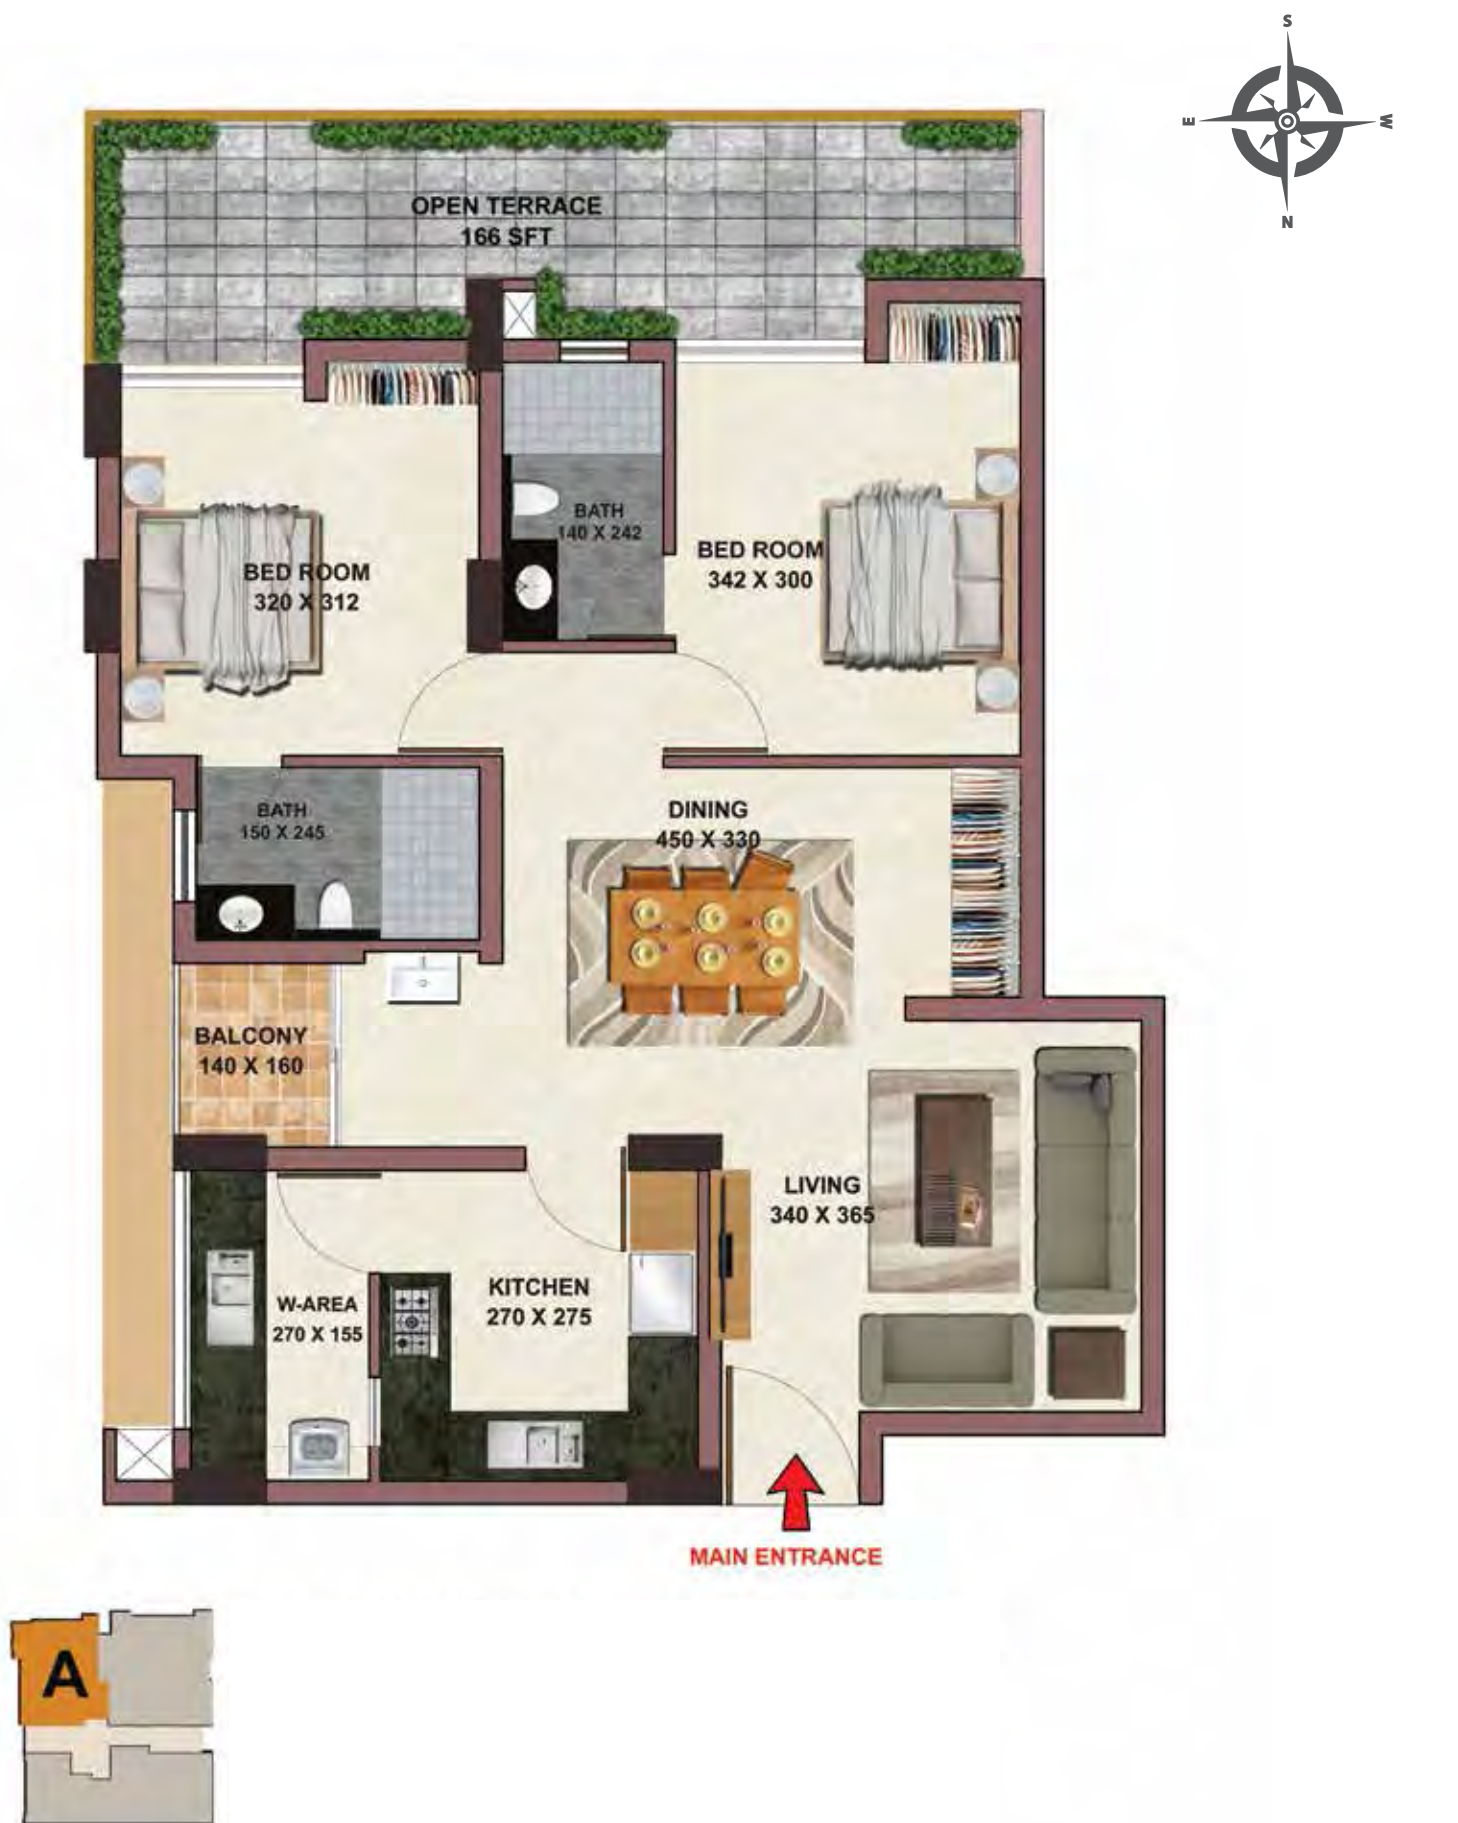 S
E
W
N
OPEN TERRACE
166 SFT
BATH
140 X 242
BED ROOM
342 X 300
BED ROOM
320 X 312
BATH
150 X 245
DINING
450 X 330
BALCONY
140 X 160
LIVING
340 X 365
KITCHEN
270 X 275
W-AREA
270 X 155
MAIN ENTRANCE
A